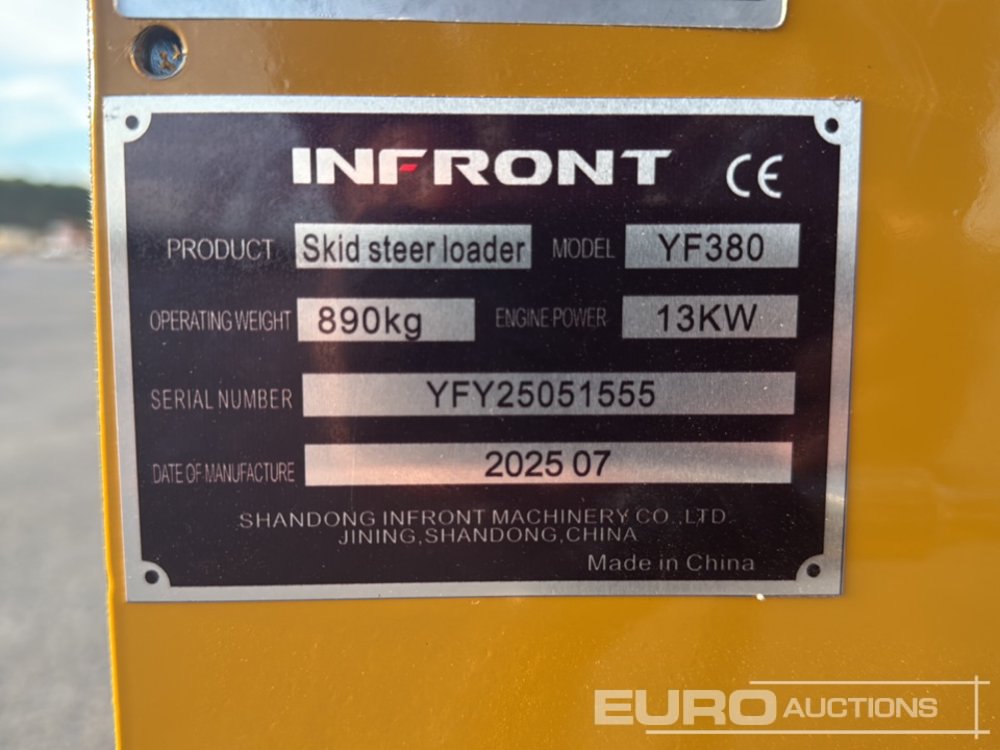 INFRONT CE
PRODUCT Skid steer loader MODEL YF380
OPERATING WEIGHT 890kg ENGINE POWER 13KW
SERIAL NUMBER YFY25051555
DATE OF MANUFACTURE 2025 07
SHANDONG INFRONT MACHINERY CO.,LTD.
JINING,SHANDONG,CHINA
Made in China
EURO AUCTIONS